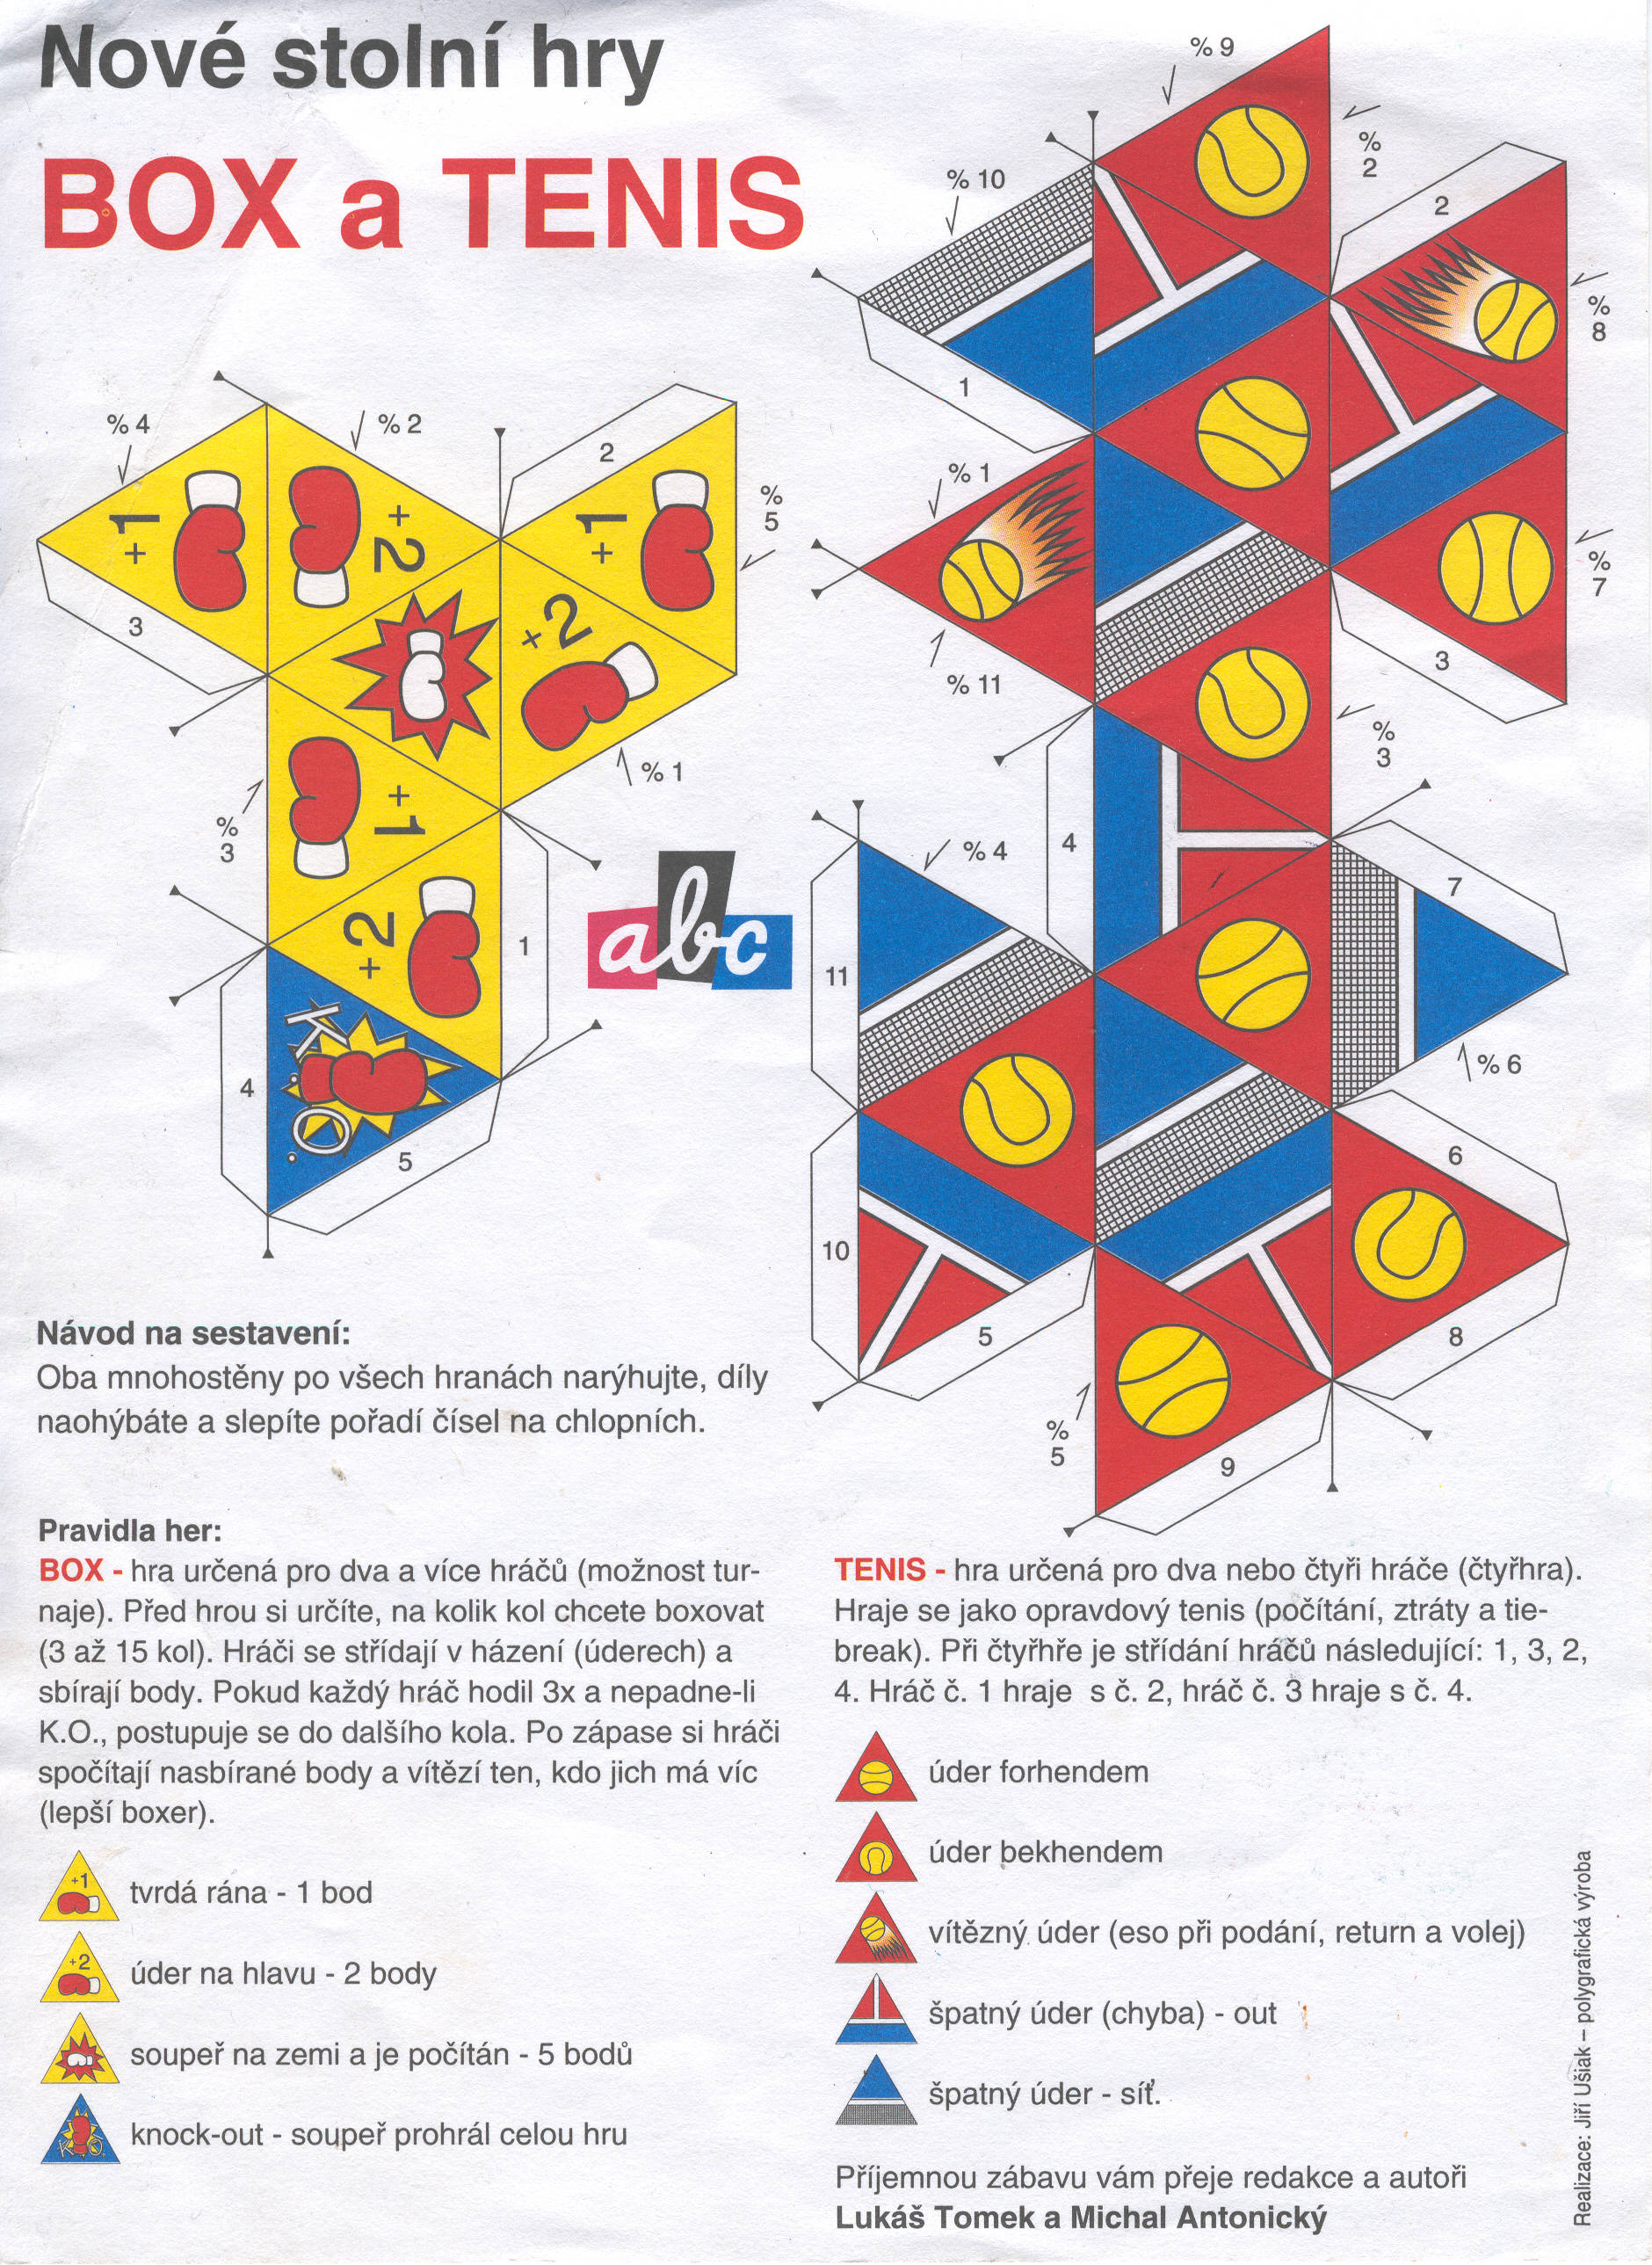 Nové stolní hry
BOX a TENIS
% 9
% 2
% 10
2
% 8
1
% 4
% 2
2
+1
+2
+1
% 5
% 1
3
+2
% 7
% 11
3
% 1
+1
% 3
% 3
4
% 4
7
+2
1
abc
11
% 6
K.O.
4
5
6
10
5
8
% 5
9
Návod na sestavení:
Oba mnohostěny po všech hranách narýhujte, díly
naohýbáte a slepíte pořadí čísel na chlopních.
Pravidla her:
BOX - hra určená pro dva a více hráčů (možnost tur-
naje). Před hrou si určíte, na kolik kol chcete boxovat
(3 až 15 kol). Hráči se střídají v házení (úderech) a
sbírají body. Pokud každý hráč hodil 3x a nepadne-li
K.O., postupuje se do dalšího kola. Po zápase si hráči
spočítají nasbírané body a vítězí ten, kdo jich má víc
(lepší boxer).
+1
tvrdá rána - 1 bod
+2
úder na hlavu - 2 body
soupeř na zemi a je počítán - 5 bodů
K.O.
knock-out - soupeř prohrál celou hru
TENIS - hra určená pro dva nebo čtyři hráče (čtyřhra).
Hraje se jako opravdový tenis (počítání, ztráty a tie-
break). Při čtyřhře je střídání hráčů následující: 1, 3, 2,
4. Hráč č. 1 hraje s č. 2, hráč č. 3 hraje s č. 4.
úder forhendem
úder bekhendem
vítězný úder (eso při podání, return a volej)
špatný úder (chyba) - out
špatný úder - síť.
Příjemnou zábavu vám přeje redakce a autoři
Lukáš Tomek a Michal Antonický
Realizace: Jiří Ušiak – polygrafická výroba